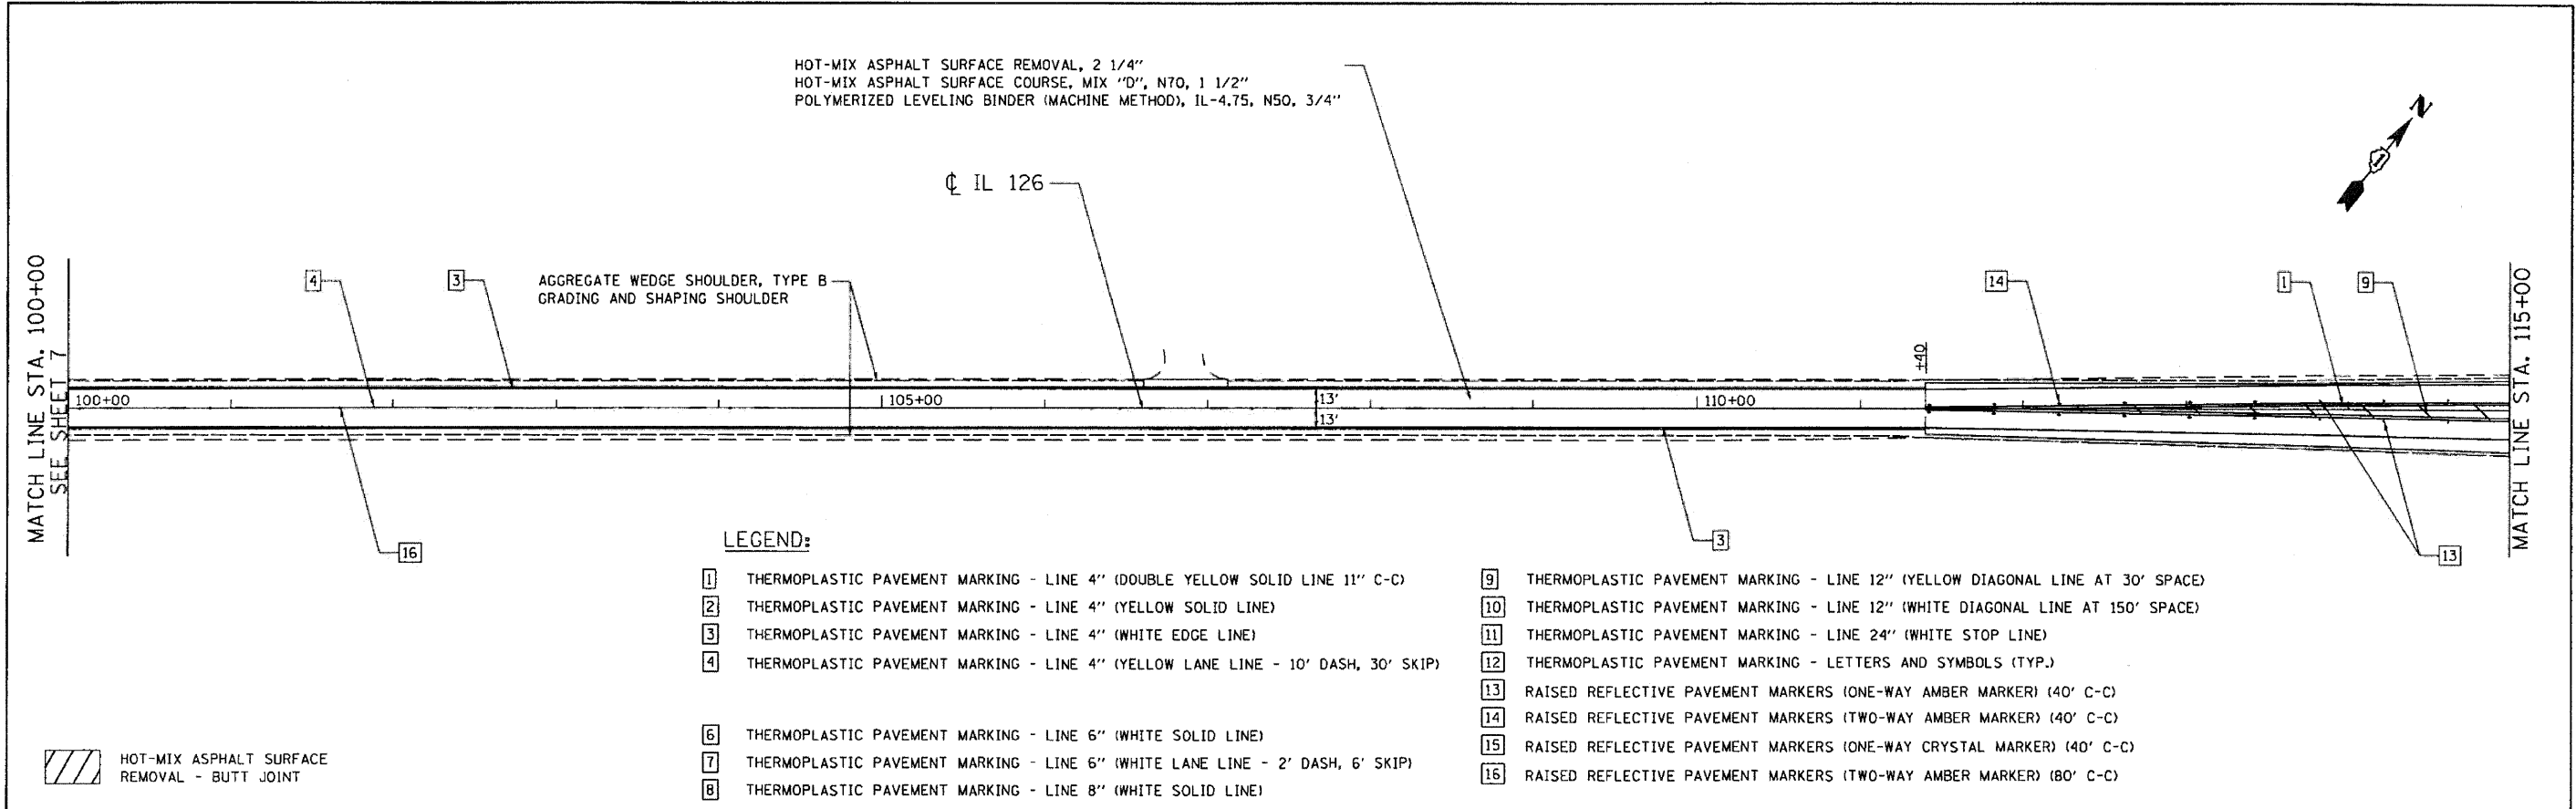 HOT-MIX ASPHALT SURFACE REMOVAL, 2 1/4"
HOT-MIX ASPHALT SURFACE COURSE, MIX "D", N70, 1 1/2"
POLYMERIZED LEVELING BINDER (MACHINE METHOD), IL-4.75, N50, 3/4"
N
℄ IL 126
MATCH LINE STA. 100+00
SEE SHEET 7
4
3
AGGREGATE WEDGE SHOULDER, TYPE B
GRADING AND SHAPING SHOULDER
14
1
9
MATCH LINE STA. 115+00
+40
100+00
105+00
13'
110+00
13'
16
3
13
LEGEND:
1 THERMOPLASTIC PAVEMENT MARKING - LINE 4" (DOUBLE YELLOW SOLID LINE 11" C-C)
2 THERMOPLASTIC PAVEMENT MARKING - LINE 4" (YELLOW SOLID LINE)
3 THERMOPLASTIC PAVEMENT MARKING - LINE 4" (WHITE EDGE LINE)
4 THERMOPLASTIC PAVEMENT MARKING - LINE 4" (YELLOW LANE LINE - 10' DASH, 30' SKIP)
6 THERMOPLASTIC PAVEMENT MARKING - LINE 6" (WHITE SOLID LINE)
7 THERMOPLASTIC PAVEMENT MARKING - LINE 6" (WHITE LANE LINE - 2' DASH, 6' SKIP)
8 THERMOPLASTIC PAVEMENT MARKING - LINE 8" (WHITE SOLID LINE)
9 THERMOPLASTIC PAVEMENT MARKING - LINE 12" (YELLOW DIAGONAL LINE AT 30' SPACE)
10 THERMOPLASTIC PAVEMENT MARKING - LINE 12" (WHITE DIAGONAL LINE AT 150' SPACE)
11 THERMOPLASTIC PAVEMENT MARKING - LINE 24" (WHITE STOP LINE)
12 THERMOPLASTIC PAVEMENT MARKING - LETTERS AND SYMBOLS (TYP.)
13 RAISED REFLECTIVE PAVEMENT MARKERS (ONE-WAY AMBER MARKER) (40' C-C)
14 RAISED REFLECTIVE PAVEMENT MARKERS (TWO-WAY AMBER MARKER) (40' C-C)
15 RAISED REFLECTIVE PAVEMENT MARKERS (ONE-WAY CRYSTAL MARKER) (40' C-C)
16 RAISED REFLECTIVE PAVEMENT MARKERS (TWO-WAY AMBER MARKER) (80' C-C)
HOT-MIX ASPHALT SURFACE
REMOVAL - BUTT JOINT